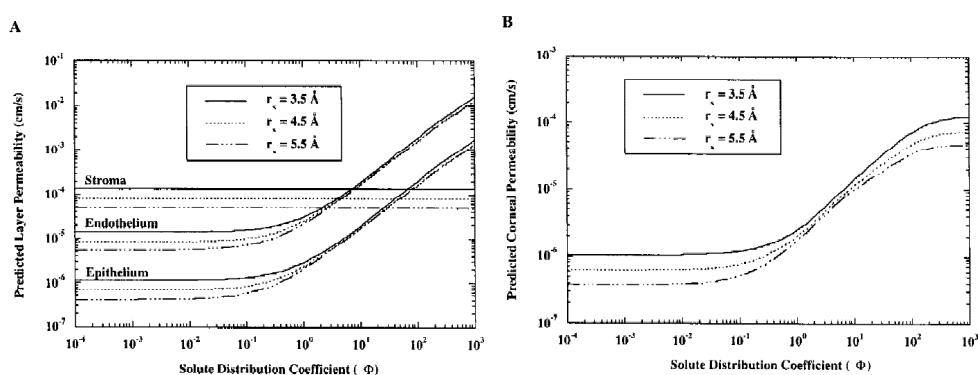 A
Predicted Layer Permeability (cm/s)
10^-1
10^-2
10^-3
10^-4
10^-5
10^-6
10^-7
r_s = 3.5 Å
r_s = 4.5 Å
r_s = 5.5 Å
Stroma
Endothelium
Epithelium
10^-4 10^-3 10^-2 10^-1 10^0 10^1 10^2 10^3
Solute Distribution Coefficient ( Φ)
B
Predicted Corneal Permeability (cm/s)
10^-3
10^-4
10^-5
10^-6
10^-7
r_s = 3.5 Å
r_s = 4.5 Å
r_s = 5.5 Å
10^-4 10^-3 10^-2 10^-1 10^0 10^1 10^2 10^3
Solute Distribution Coefficient ( Φ)